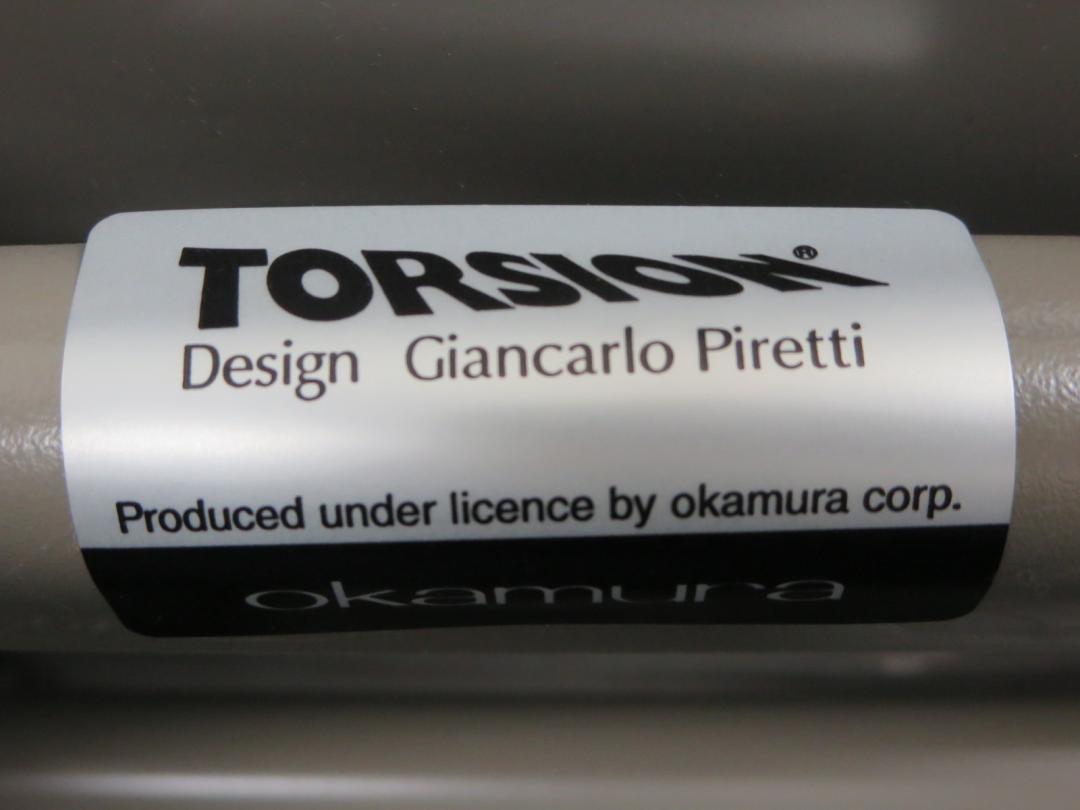 TORSION®
Design Giancarlo Piretti
Produced under licence by okamura corp.
okamura